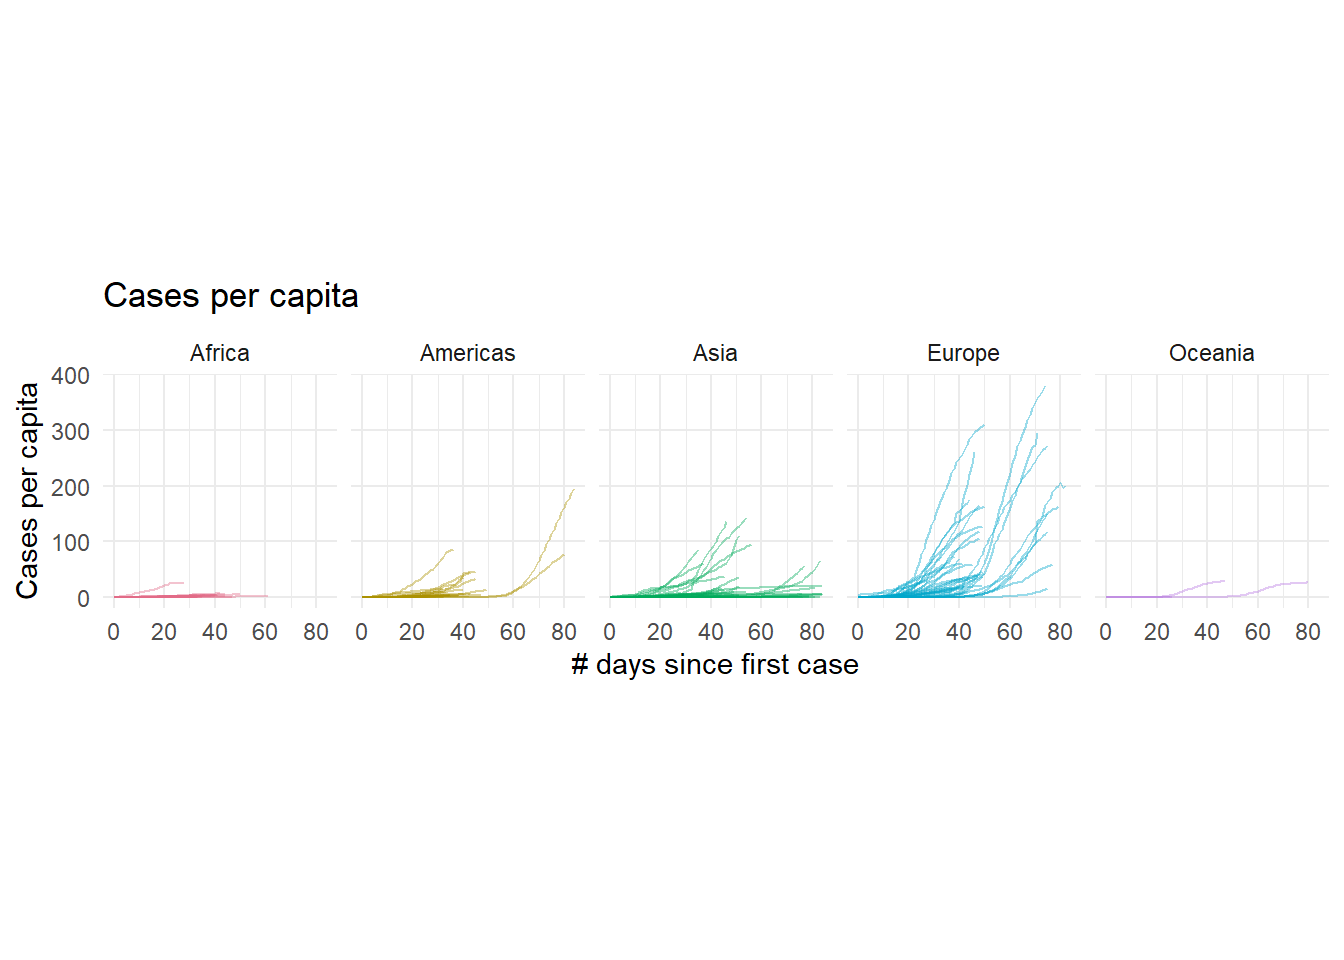 Cases per capita
Africa Americas Asia Europe Oceania
Cases per capita
400
300
200
100
0
0 20 40 60 80 0 20 40 60 80 0 20 40 60 80 0 20 40 60 80 0 20 40 60 80
# days since first case